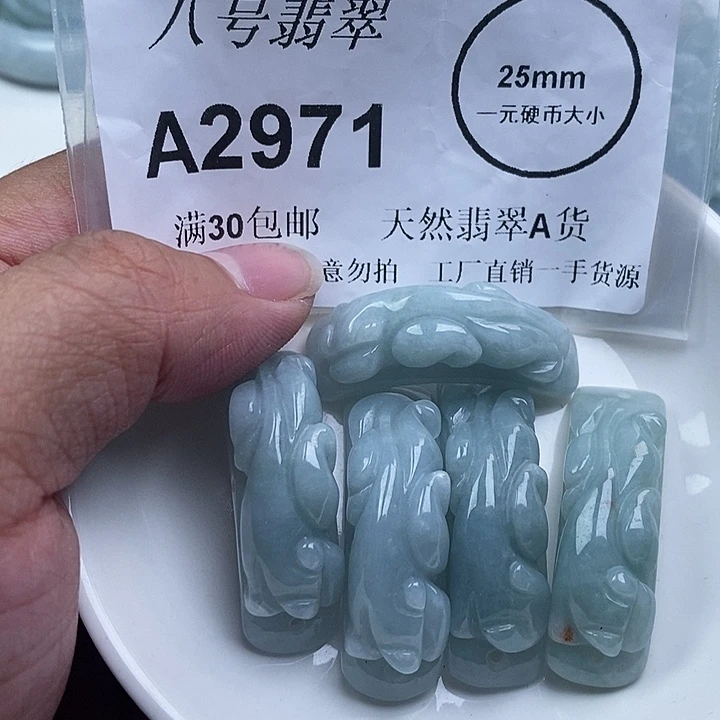 八号翡翠
25mm
一元硬币大小
A2971
满30包邮 天然翡翠A货
意勿拍 工厂直销一手货源